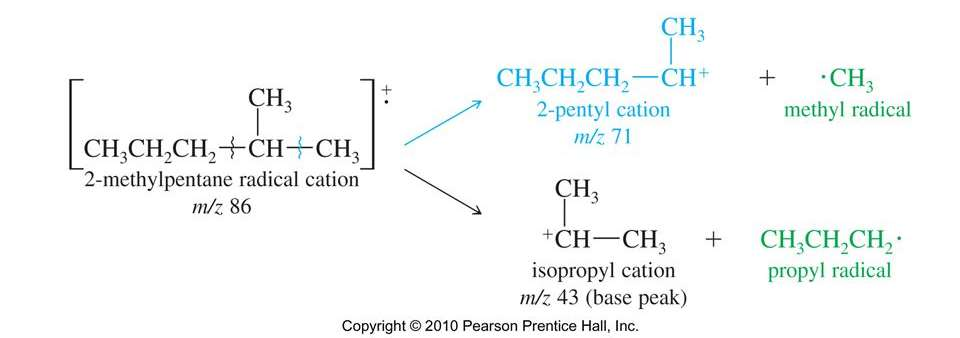 CH₃
CH₃CH₂CH₂—CH⁺ + ·CH₃
2-pentyl cation methyl radical
m/z 71
CH₃
CH₃CH₂CH₂—CH—CH₃
2-methylpentane radical cation
m/z 86
+·
CH₃
⁺CH—CH₃ + CH₃CH₂CH₂·
isopropyl cation propyl radical
m/z 43 (base peak)
Copyright © 2010 Pearson Prentice Hall, Inc.